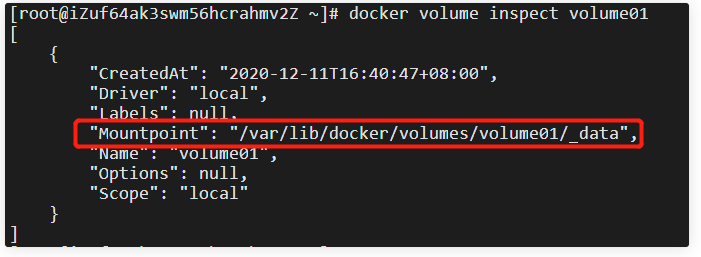 [root@iZuf64ak3swm56hcrahmv2Z ~]# docker volume inspect volume01
[
    {
        "CreatedAt": "2020-12-11T16:40:47+08:00",
        "Driver": "local",
        "Labels": null,
        "Mountpoint": "/var/lib/docker/volumes/volume01/_data",
        "Name": "volume01",
        "Options": null,
        "Scope": "local"
    }
]